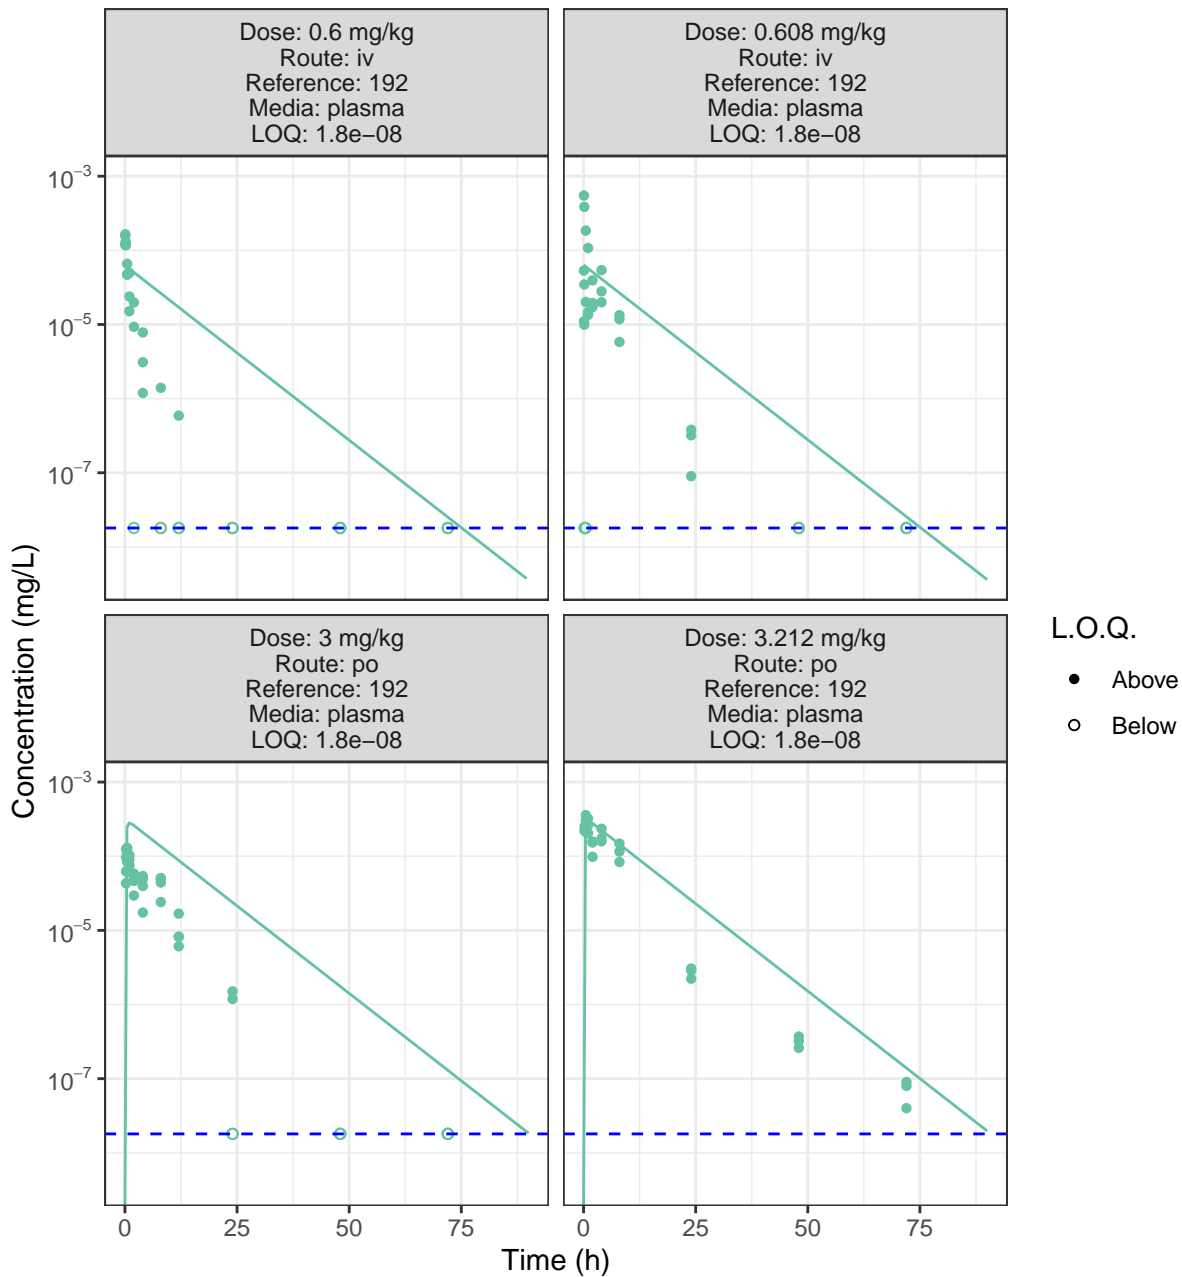 Dose: 0.6 mg/kg
Route: iv
Reference: 192
Media: plasma
LOQ: 1.8e−08
Dose: 0.608 mg/kg
Route: iv
Reference: 192
Media: plasma
LOQ: 1.8e−08
10−3
10−5
10−7
Concentration (mg/L)
Dose: 3 mg/kg
Route: po
Reference: 192
Media: plasma
LOQ: 1.8e−08
Dose: 3.212 mg/kg
Route: po
Reference: 192
Media: plasma
LOQ: 1.8e−08
10−3
10−5
10−7
0 25 50 75
0 25 50 75
Time (h)
L.O.Q.
Above
Below